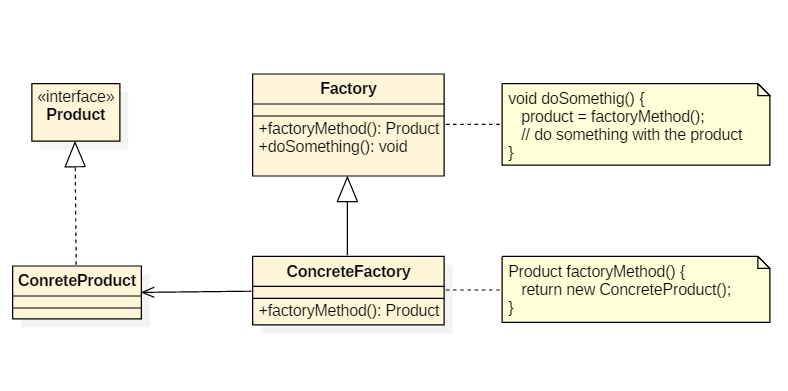 «interface»
Product
Factory
+factoryMethod(): Product
+doSomething(): void
void doSomethig() {
product = factoryMethod();
// do something with the product
}
ConreteProduct
ConcreteFactory
+factoryMethod(): Product
Product factoryMethod() {
return new ConcreteProduct();
}